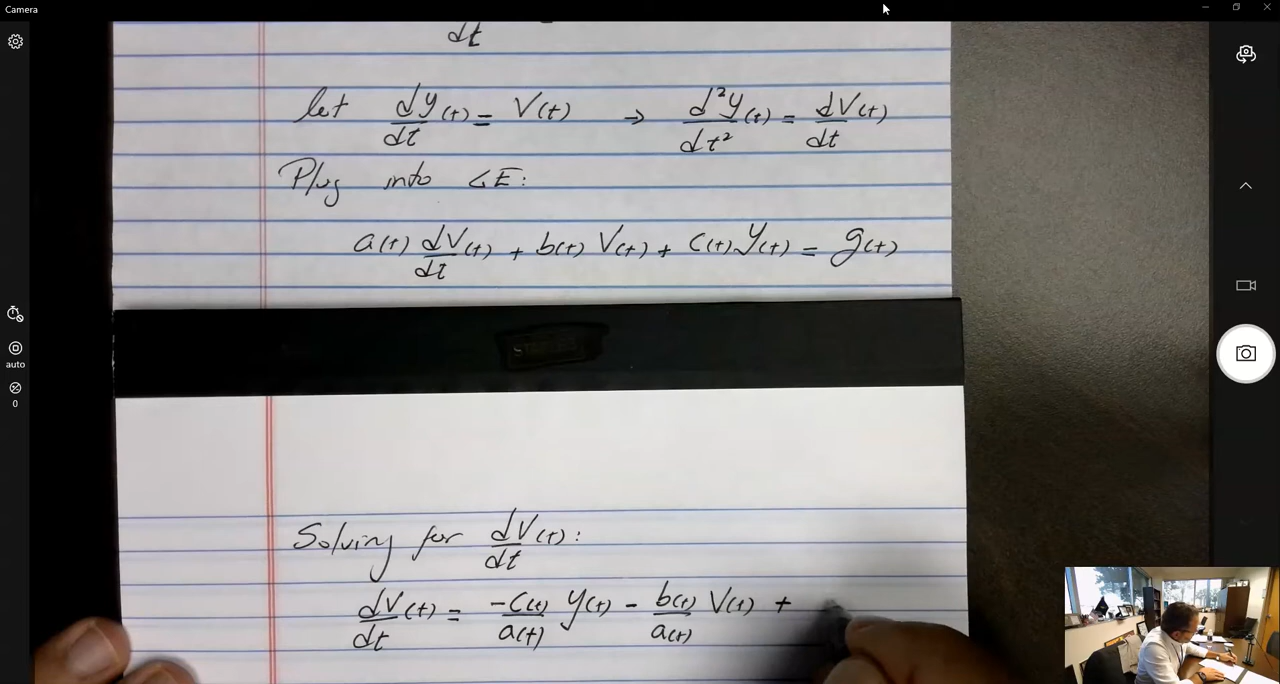 Camera
dt
let dy(t)/dt = V(t) → d²y(t)/dt² = dV(t)/dt
Plug into GE:
a(t) dV(t)/dt + b(t) V(t) + c(t) y(t) = g(t)
Solving for dV(t)/dt :
dV(t)/dt = -c(t)/a(t) y(t) - b(t)/a(t) V(t) +
auto
0